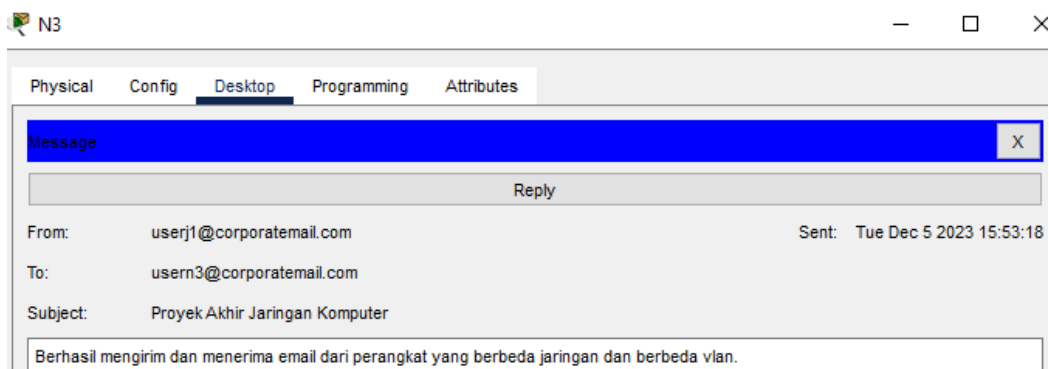 N3
Physical Config Desktop Programming Attributes
Message X
Reply
From: userj1@corporatemail.com Sent: Tue Dec 5 2023 15:53:18
To: usern3@corporatemail.com
Subject: Proyek Akhir Jaringan Komputer
Berhasil mengirim dan menerima email dari perangkat yang berbeda jaringan dan berbeda vlan.